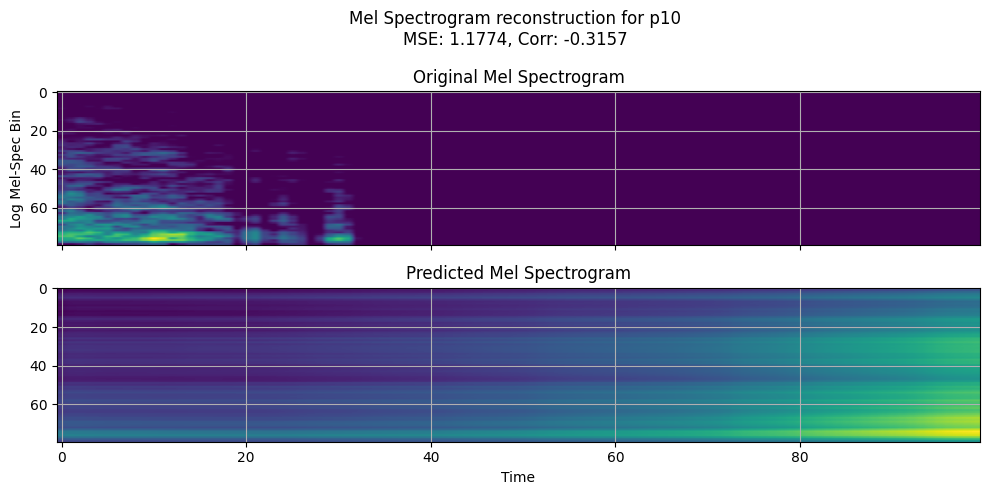 Mel Spectrogram reconstruction for p10
MSE: 1.1774, Corr: -0.3157
Original Mel Spectrogram
0
20
40
60
Log Mel-Spec Bin
Predicted Mel Spectrogram
0
20
40
60
0 20 40 60 80
Time